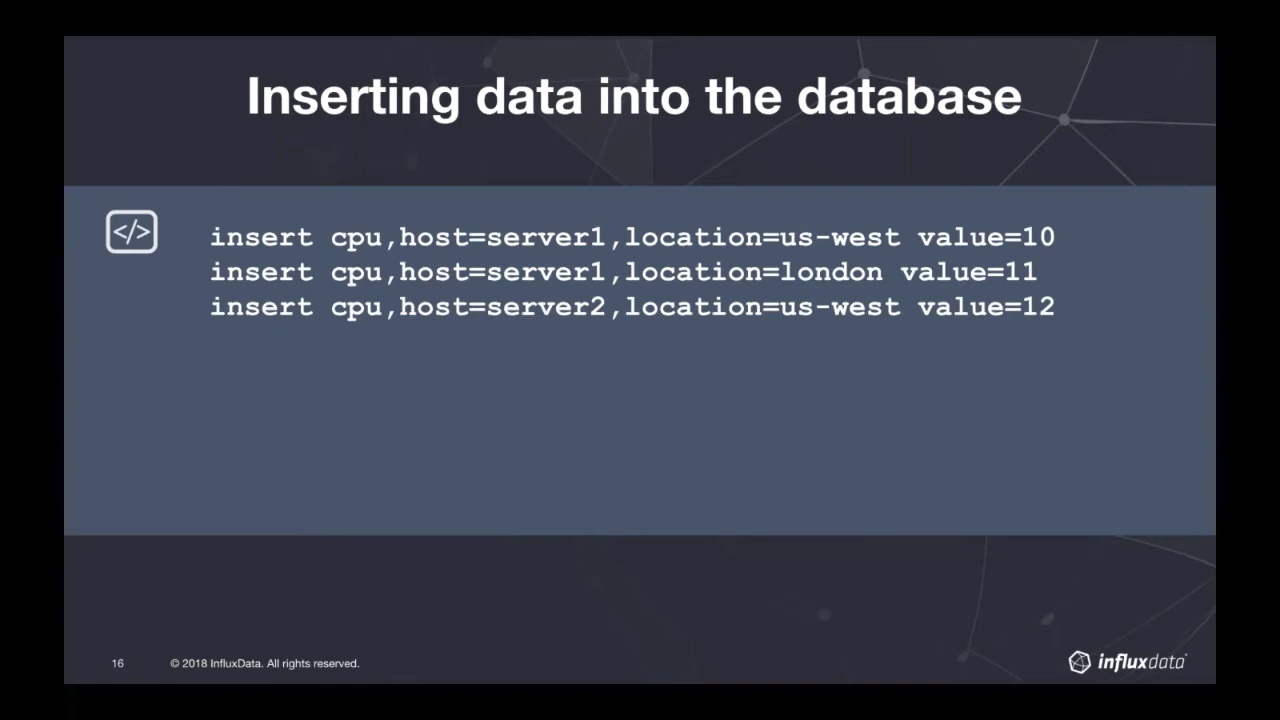 Inserting data into the database
</>
insert cpu,host=server1,location=us-west value=10
insert cpu,host=server1,location=london value=11
insert cpu,host=server2,location=us-west value=12
16
© 2018 InfluxData. All rights reserved.
influxdata